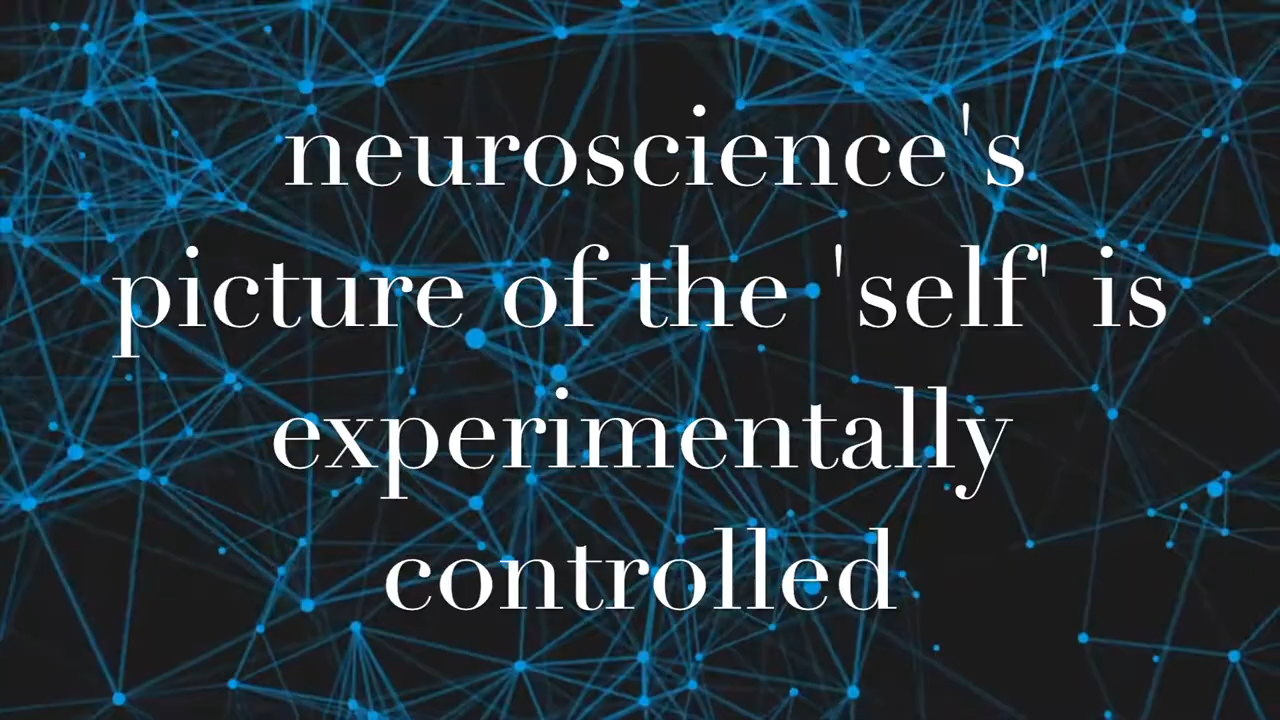 neuroscience's
picture of the 'self' is
experimentally
controlled